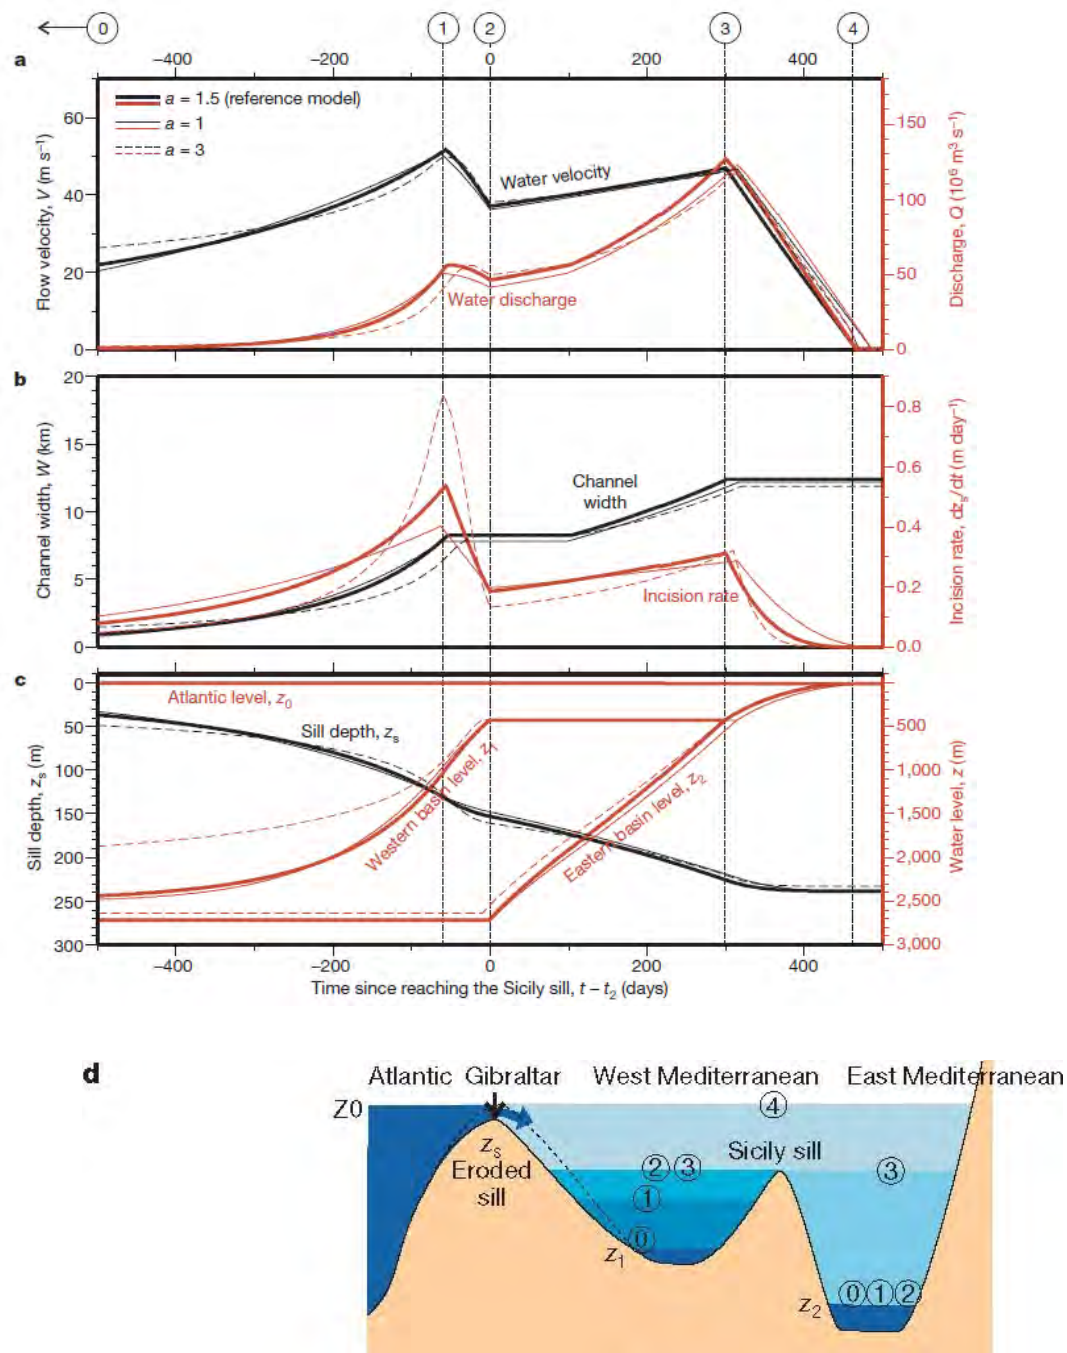 0 1 2 3 4
a
−400 −200 0 200 400
a = 1.5 (reference model)
a = 1
a = 3
60
40
20
0
Flow velocity, V (m s⁻¹)
Water velocity
Water discharge
150
100
50
0
Discharge, Q (10⁶ m³ s⁻¹)
b
20
15
10
5
0
Channel width, W (km)
Channel
width
Incision rate
0.8
0.6
0.4
0.2
0.0
Incision rate, dzₛ/dt (m day⁻¹)
c
0
50
100
150
200
250
300
Sill depth, zₛ (m)
Atlantic level, z₀
Sill depth, zₛ
Western basin level, z₁
Eastern basin level, z₂
500
1,000
1,500
2,000
2,500
3,000
Water level, z (m)
−400 −200 0 200 400
Time since reaching the Sicily sill, t − t₂ (days)
d
Atlantic Gibraltar West Mediterranean East Mediterranean
Z0
4
zₛ
Sicily sill
Eroded
sill
2 3
3
1
0
z₁
z₂
0 1 2